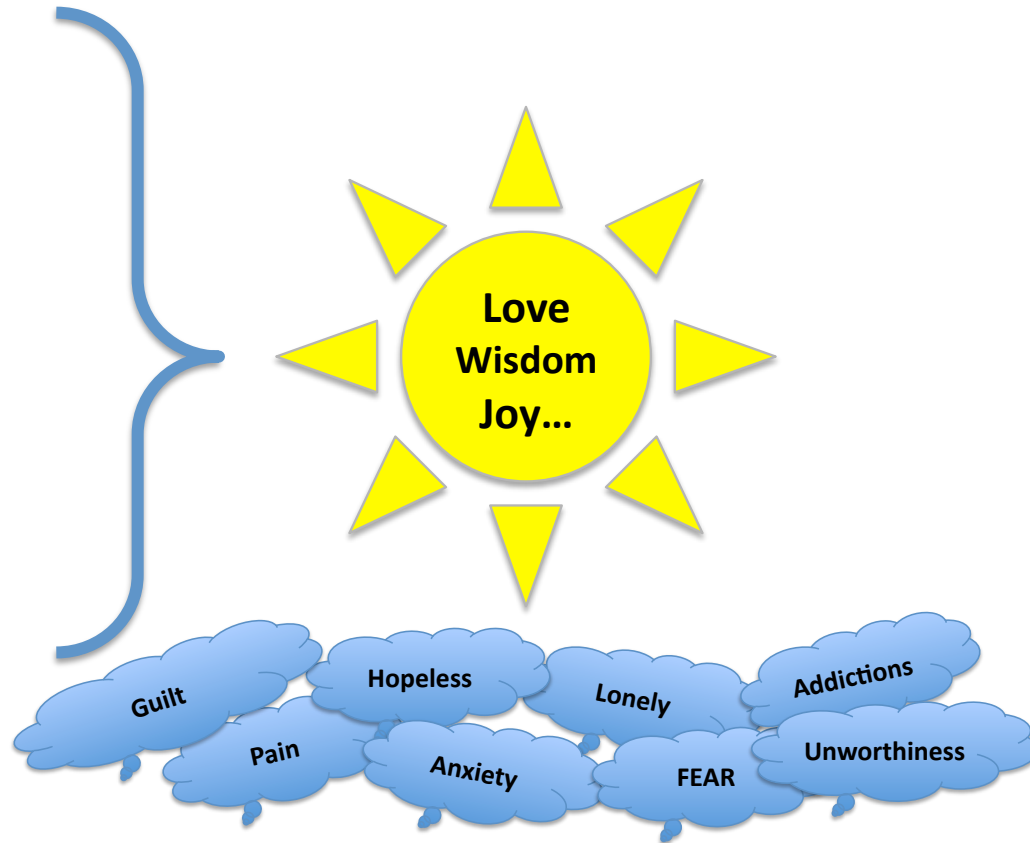 Love
Wisdom
Joy...
Guilt
Hopeless
Lonely
Addictions
Pain
Anxiety
FEAR
Unworthiness